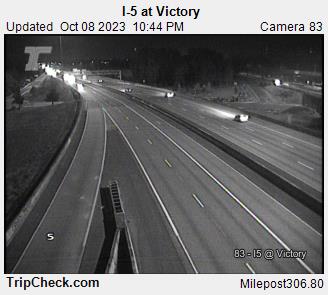 I-5 at Victory
Updated Oct 08 2023 10:44 PM Camera 83
T
S
83 - I5 @ Victory
TripCheck.com Milepost306.80